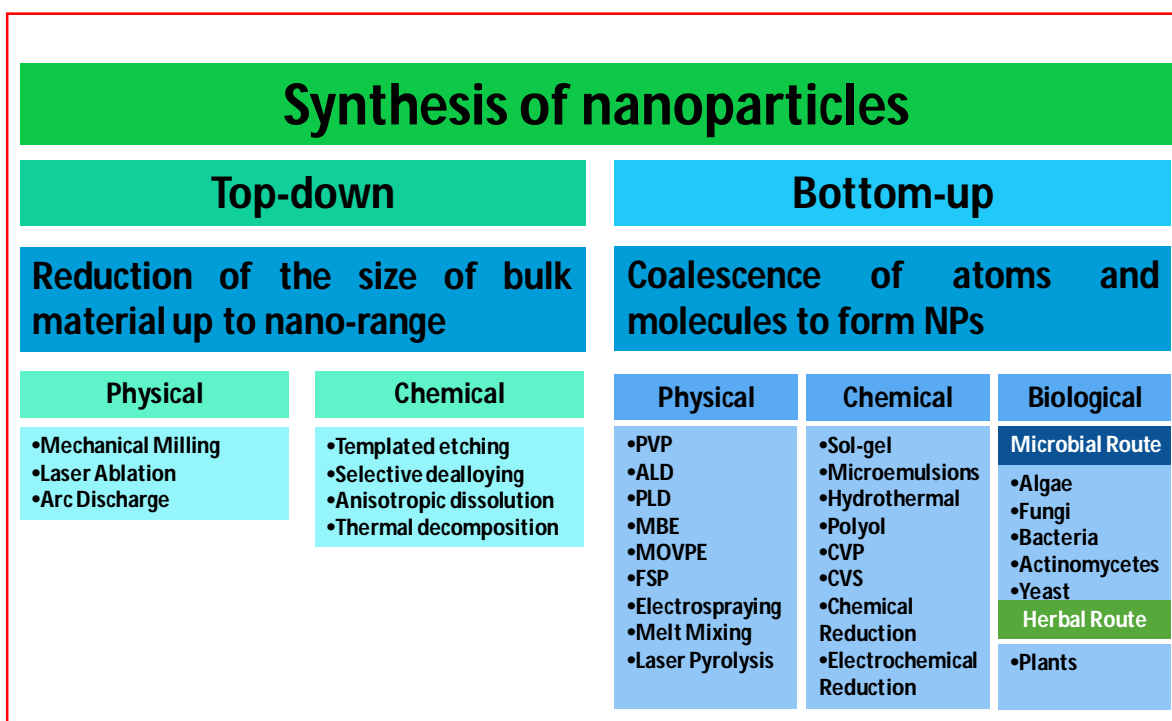 Synthesis of nanoparticles
Top-down
Reduction of the size of bulk
material up to nano-range
Physical
•Mechanical Milling
•Laser Ablation
•Arc Discharge
Chemical
•Templated etching
•Selective dealloying
•Anisotropic dissolution
•Thermal decomposition
Bottom-up
Coalescence of atoms and
molecules to form NPs
Physical
•PVP
•ALD
•PLD
•MBE
•MOVPE
•FSP
•Electrospraying
•Melt Mixing
•Laser Pyrolysis
Chemical
•Sol-gel
•Microemulsions
•Hydrothermal
•Polyol
•CVP
•CVS
•Chemical
Reduction
•Electrochemical
Reduction
Biological
Microbial Route
•Algae
•Fungi
•Bacteria
•Actinomycetes
•Yeast
Herbal Route
•Plants